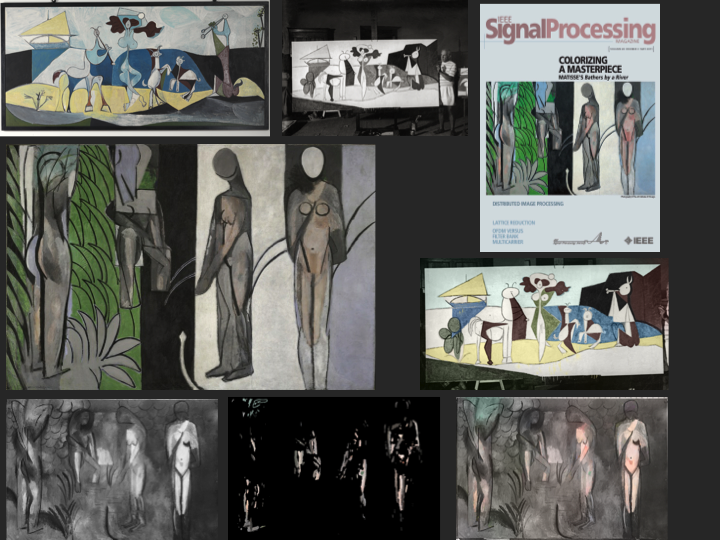 IEEE
SignalProcessing
MAGAZINE
COLORIZING
A MASTERPIECE
MATISSE'S Bathers by a River
DISTRIBUTED IMAGE PROCESSING
LATTICE REDUCTION
OFDM VERSUS
FILTER BANK
MULTICARRIER
IEEE